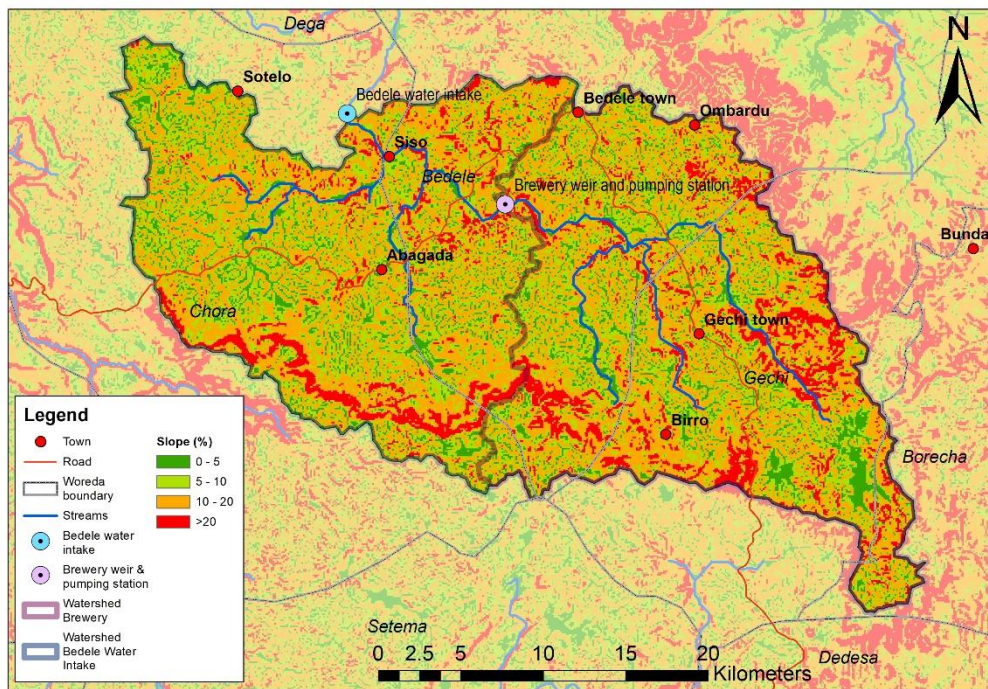 Dega
N
Sotelo
Bedele water intake
Bedele town
Ombardu
Siso
Bedele
Brewery weir and pumping station
Bunda
Abagada
Chora
Gechi town
Gechi
Birro
Borecha
Setema
Dedesa
Legend
Town
Road
Woreda
boundary
Streams
Bedele water
intake
Brewery weir &
pumping station
Watershed
Brewery
Watershed
Bedele Water
Intake
Slope (%)
0 - 5
5 - 10
10 - 20
>20
0 2.5 5 10 15 20
Kilometers